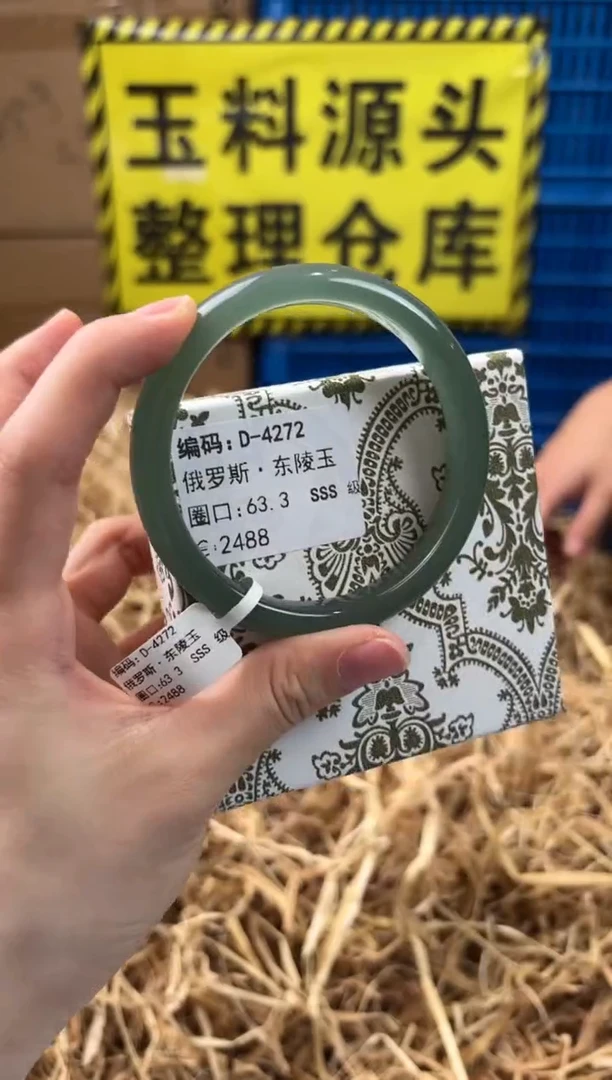 玉料源头
整理仓库
编码:D-4272
俄罗斯·东陵玉
圈口:63.3 SSS 级
:2488
编码:D-4272
俄罗斯·东陵玉
圈口:63 3 SSS 级
:2488